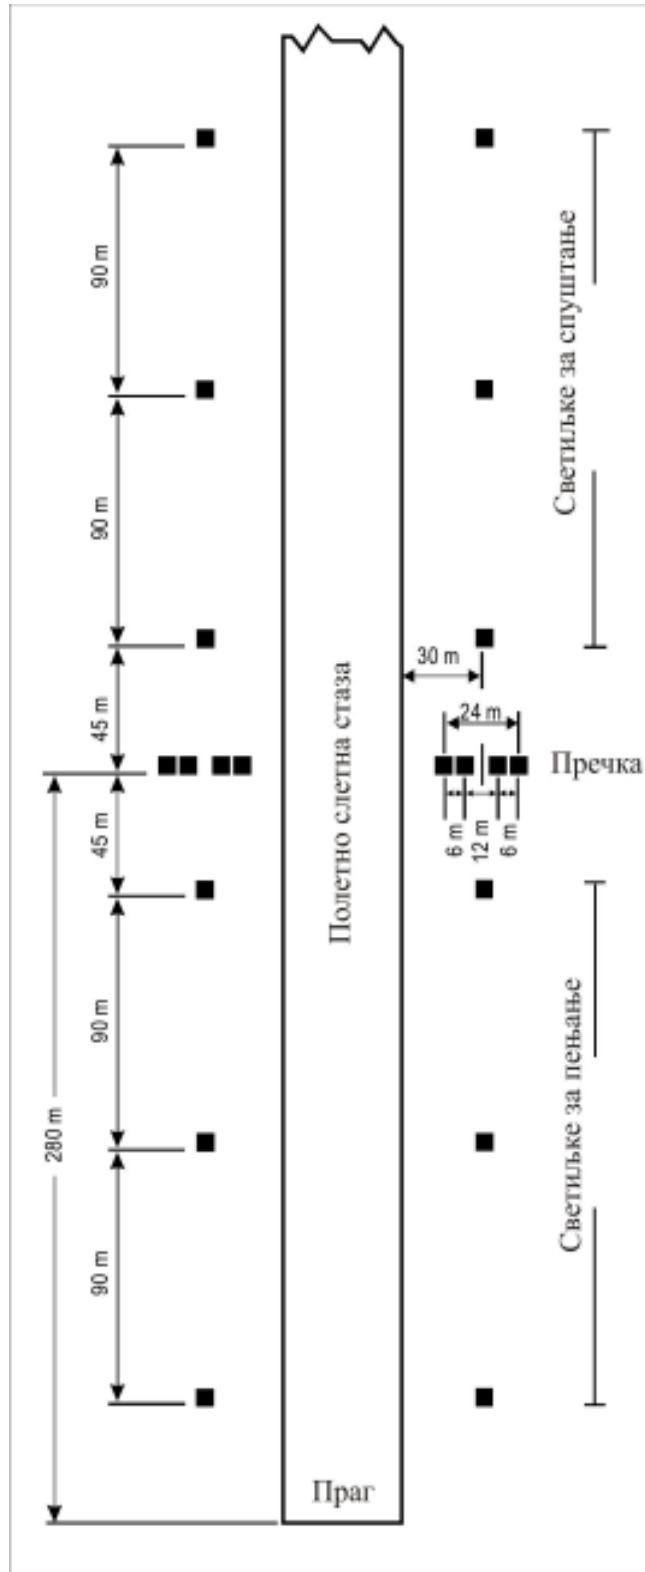 90 m
Светиљке за спуштање
90 m
45 m
30 m
24 m
Пречка
6 m
12 m
6 m
Полетно слетна стаза
45 m
90 m
Светиљке за пењање
280 m
90 m
Праг